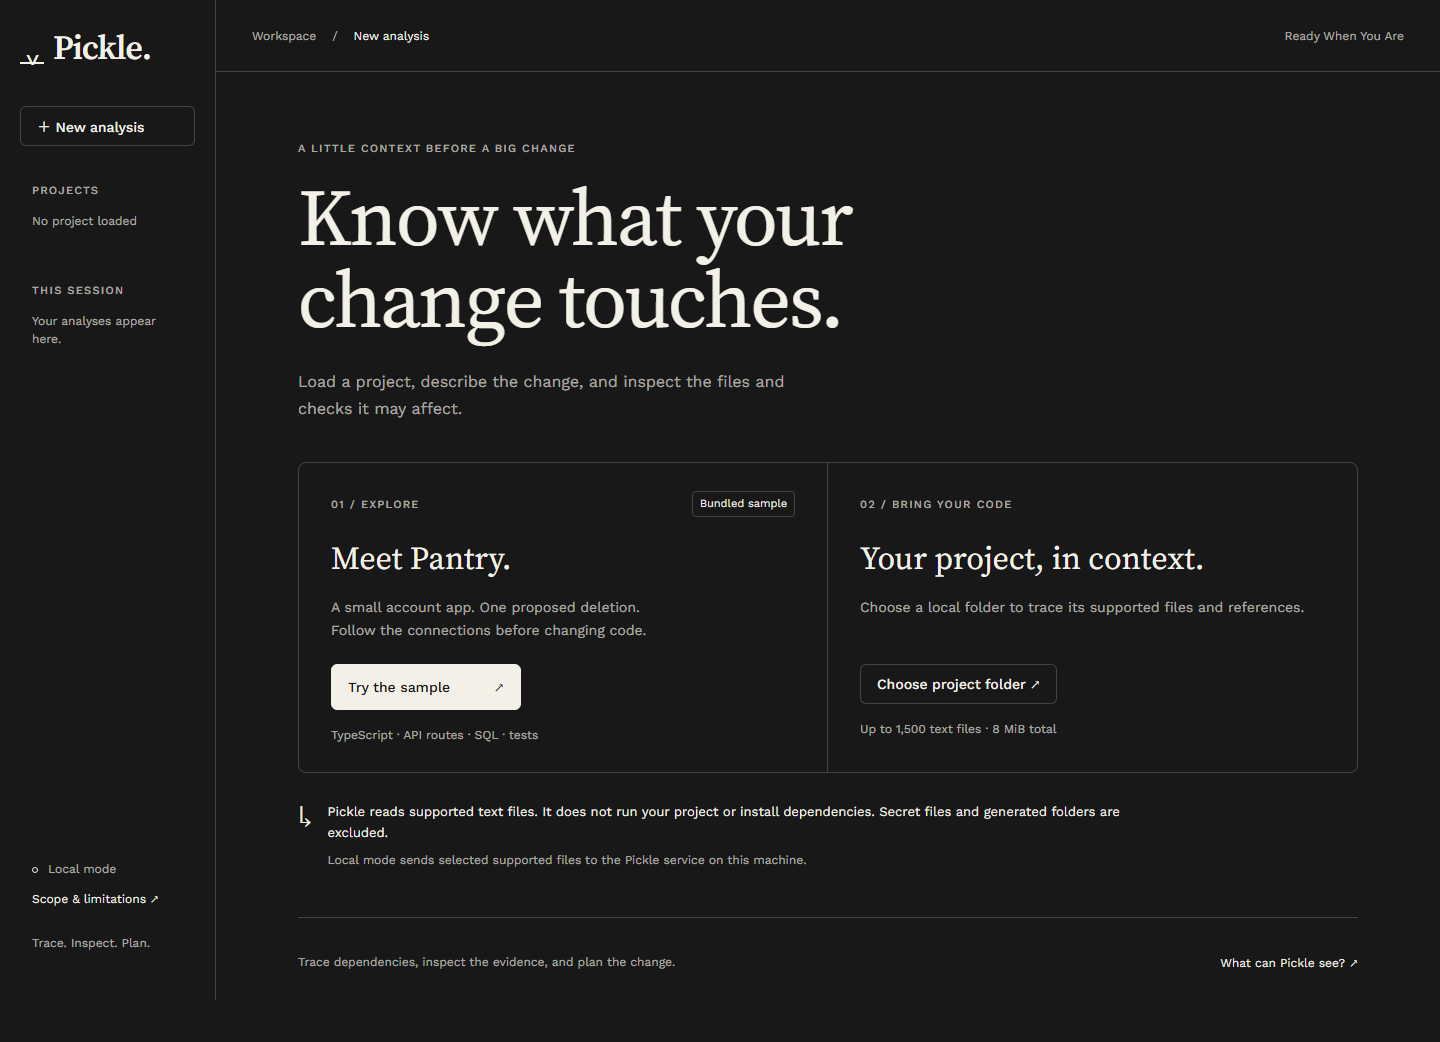 Pickle.
+ New analysis
PROJECTS
No project loaded
THIS SESSION
Your analyses appear
here.
Local mode
Scope & limitations ↗
Trace. Inspect. Plan.
Workspace / New analysis
Ready When You Are
A LITTLE CONTEXT BEFORE A BIG CHANGE
Know what your
change touches.
Load a project, describe the change, and inspect the files and
checks it may affect.
01 / EXPLORE
Bundled sample
Meet Pantry.
A small account app. One proposed deletion.
Follow the connections before changing code.
Try the sample ↗
TypeScript · API routes · SQL · tests
02 / BRING YOUR CODE
Your project, in context.
Choose a local folder to trace its supported files and references.
Choose project folder ↗
Up to 1,500 text files · 8 MiB total
↳ Pickle reads supported text files. It does not run your project or install dependencies. Secret files and generated folders are
excluded.
Local mode sends selected supported files to the Pickle service on this machine.
Trace dependencies, inspect the evidence, and plan the change.
What can Pickle see? ↗